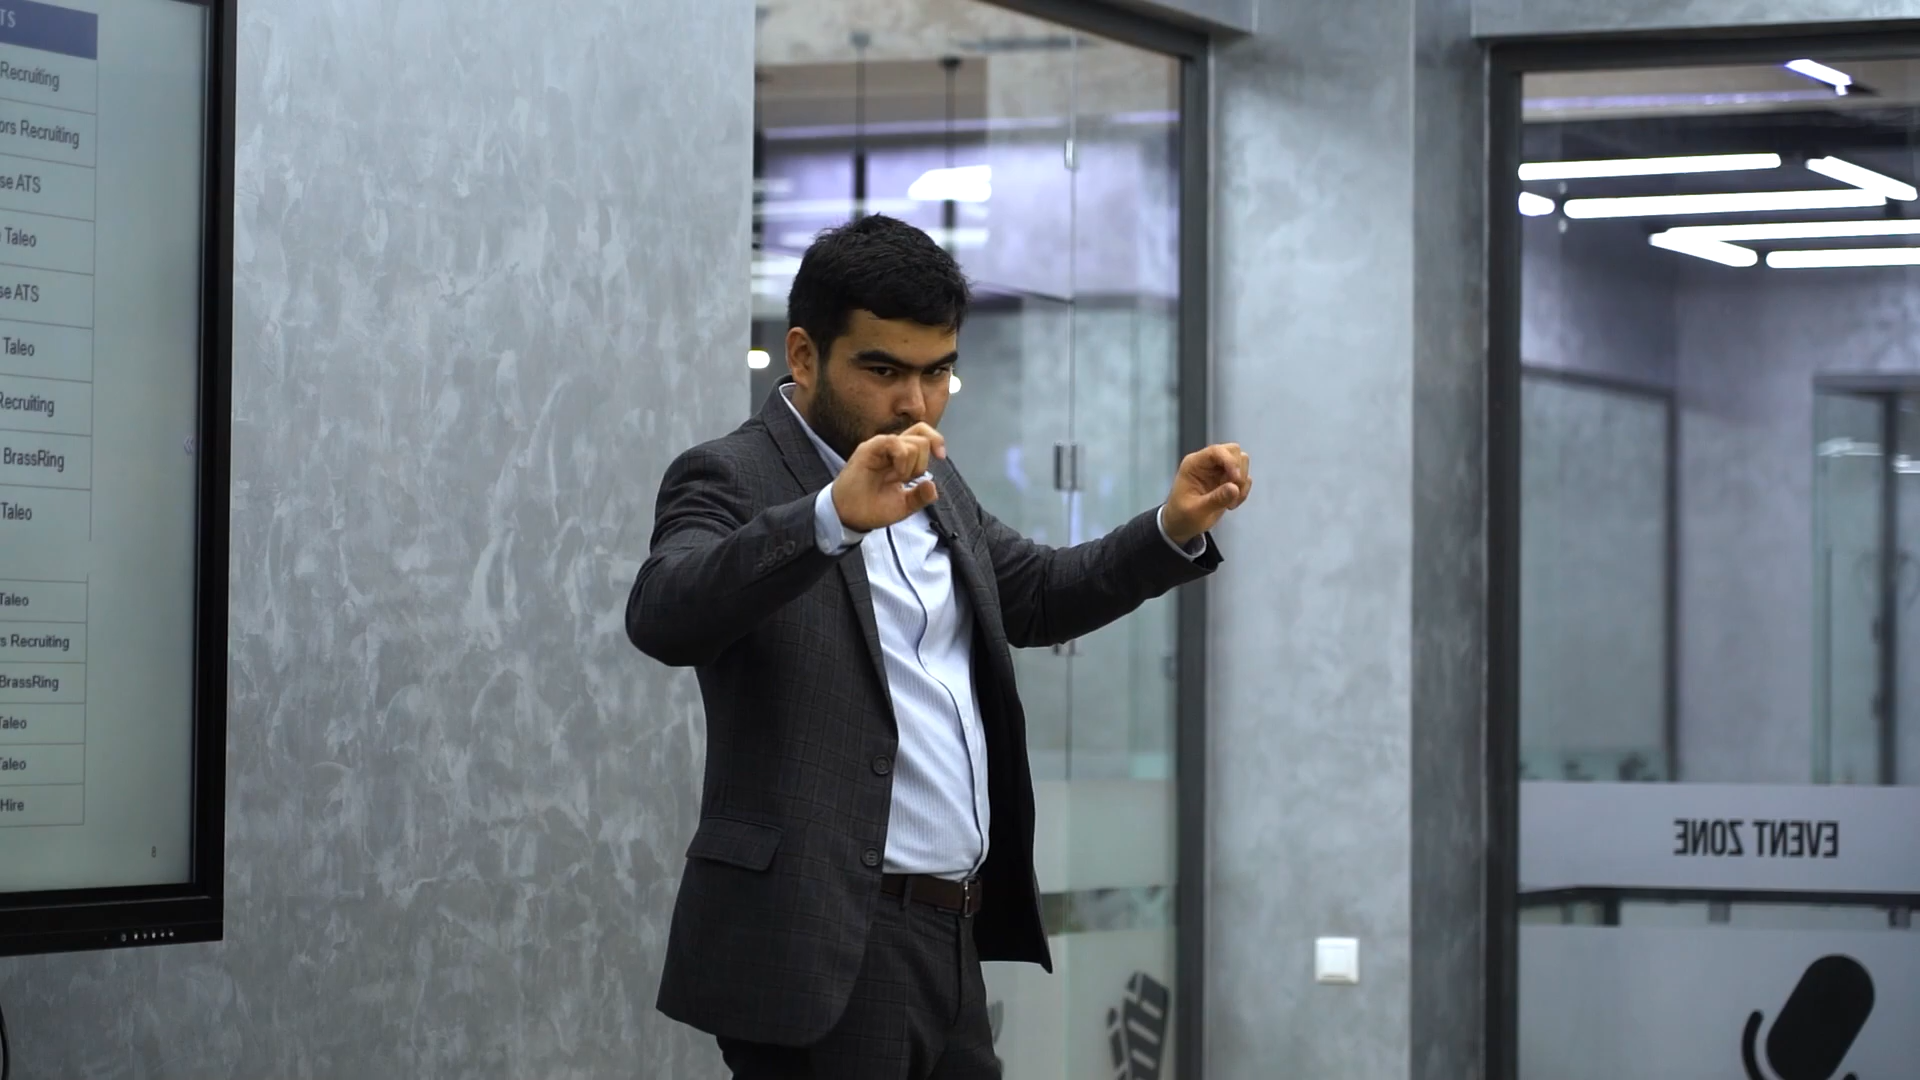 TS
Recruiting
ors Recruiting
se ATS
Taleo
se ATS
Taleo
Recruiting
BrassRing
Taleo
Taleo
s Recruiting
BrassRing
Taleo
Taleo
Hire
8
EVENT ZONE